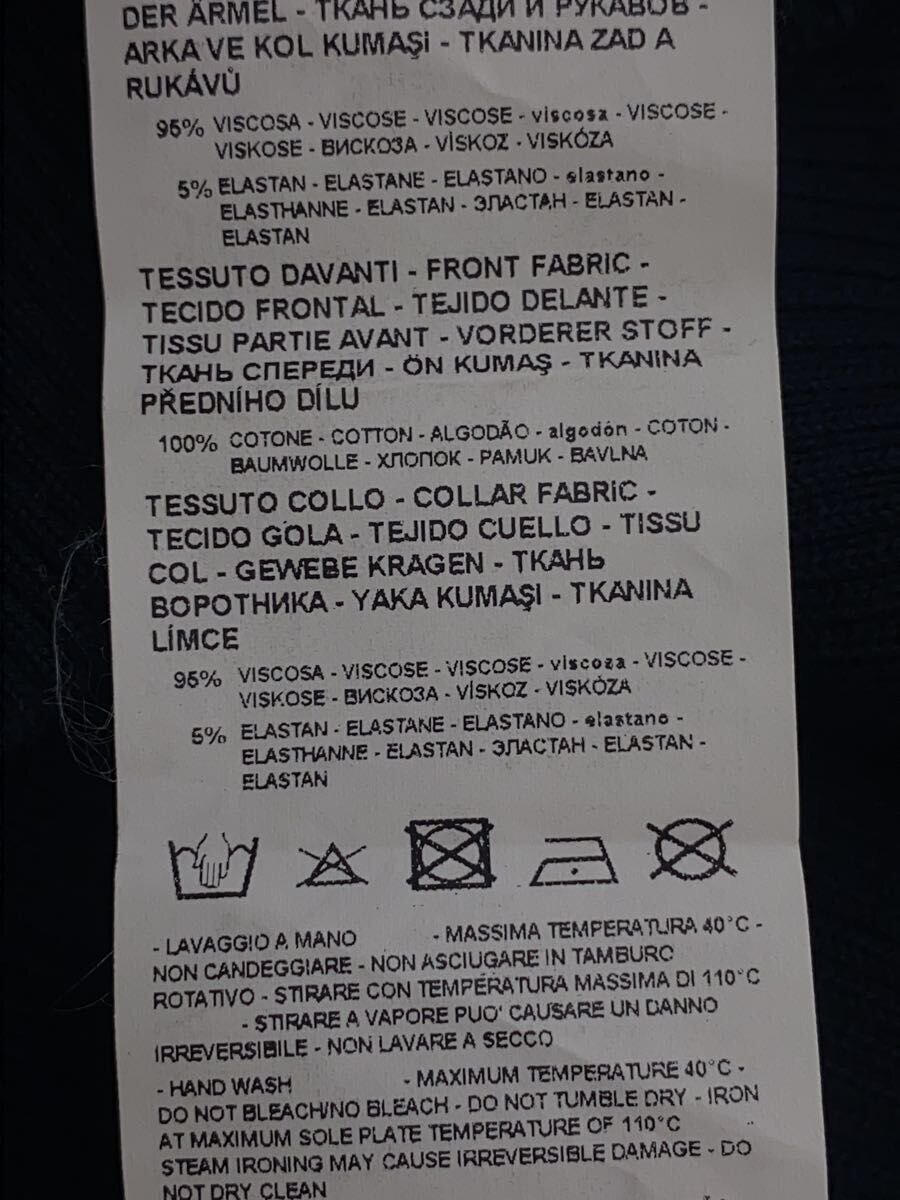 DER ÄRMEL - ТКАНЬ СЗАДИ И РУКАВОВ -
ARKA VE KOL KUMAŞi - TKANINA ZAD A
RUKÁVŮ
95% VISCOSA - VISCOSE - VISCOSE - viscosa - VISCOSE -
VISKOSE - ВИСКОЗА - VİSKOZ - VISKÓZA
5% ELASTAN - ELASTANE - ELASTANO - elastano -
ELASTHANNE - ELASTAN - ЭЛАСТАН - ELASTAN -
ELASTAN
TESSUTO DAVANTI - FRONT FABRIC -
TECIDO FRONTAL - TEJIDO DELANTE -
TISSU PARTIE AVANT - VORDERER STOFF -
ТКАНЬ СПЕРЕДИ - ÖN KUMAŞ - TKANINA
PŘEDNÍHO DÍLU
100% COTONE - COTTON - ALGODÃO - algodón - COTON -
BAUMWOLLE - ХЛОПОК - PAMUK - BAVLNA
TESSUTO COLLO - COLLAR FABRIC -
TECIDO GOLA - TEJIDO CUELLO - TISSU
COL - GEWEBE KRAGEN - ТКАНЬ
ВОРОТНИКА - YAKA KUMAŞI - TKANINA
LÍMCE
95% VISCOSA - VISCOSE - VISCOSE - viscosa - VISCOSE -
VISKOSE - ВИСКОЗА - VİSKOZ - VISKÓZA
5% ELASTAN - ELASTANE - ELASTANO - elastano -
ELASTHANNE - ELASTAN - ЭЛАСТАН - ELASTAN -
ELASTAN
- LAVAGGIO A MANO - MASSIMA TEMPERATURA 40°C -
NON CANDEGGIARE - NON ASCIUGARE IN TAMBURO
ROTATIVO - STIRARE CON TEMPERATURA MASSIMA DI 110°C
- STIRARE A VAPORE PUO' CAUSARE UN DANNO
IRREVERSIBILE - NON LAVARE A SECCO
- HAND WASH - MAXIMUM TEMPERATURE 40°C -
DO NOT BLEACH/NO BLEACH - DO NOT TUMBLE DRY - IRON
AT MAXIMUM SOLE PLATE TEMPERATURE OF 110°C
STEAM IRONING MAY CAUSE IRREVERSIBLE DAMAGE - DO
NOT DRY CLEAN